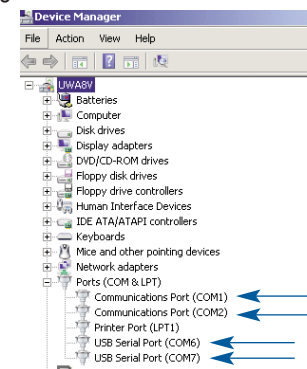 Device Manager
File Action View Help
UWA8V
Batteries
Computer
Disk drives
Display adapters
DVD/CD-ROM drives
Floppy disk drives
Floppy drive controllers
Human Interface Devices
IDE ATA/ATAPI controllers
Keyboards
Mice and other pointing devices
Network adapters
Ports (COM & LPT)
Communications Port (COM1)
Communications Port (COM2)
Printer Port (LPT1)
USB Serial Port (COM6)
USB Serial Port (COM7)